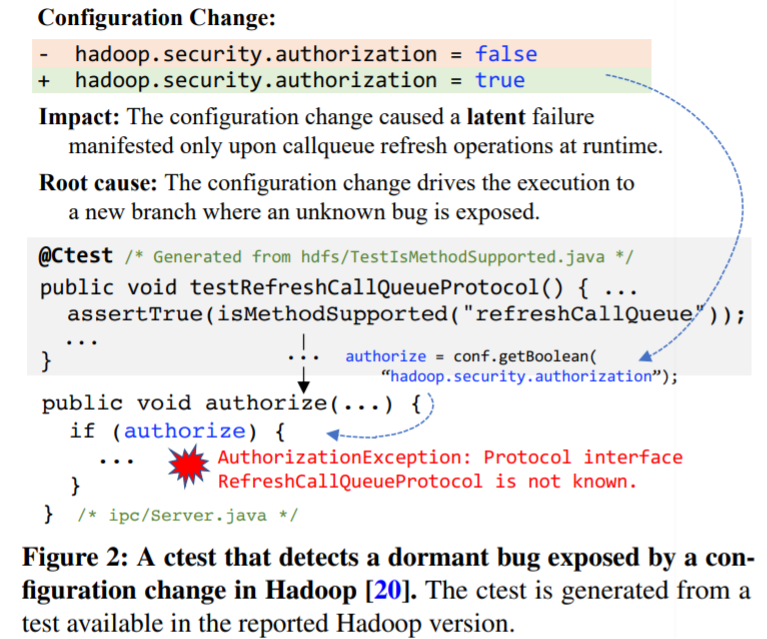 Configuration Change:
- hadoop.security.authorization = false
+ hadoop.security.authorization = true
Impact: The configuration change caused a latent failure
manifested only upon callqueue refresh operations at runtime.
Root cause: The configuration change drives the execution to
a new branch where an unknown bug is exposed.
@Ctest /* Generated from hdfs/TestIsMethodSupported.java */
public void testRefreshCallQueueProtocol() { ...
assertTrue(isMethodSupported("refreshCallQueue"));
...
}
... authorize = conf.getBoolean(
“hadoop.security.authorization”);
public void authorize(...) {
if (authorize) {
...
AuthorizationException: Protocol interface
RefreshCallQueueProtocol is not known.
}
} /* ipc/Server.java */
Figure 2: A ctest that detects a dormant bug exposed by a con-
figuration change in Hadoop [20]. The ctest is generated from a
test available in the reported Hadoop version.